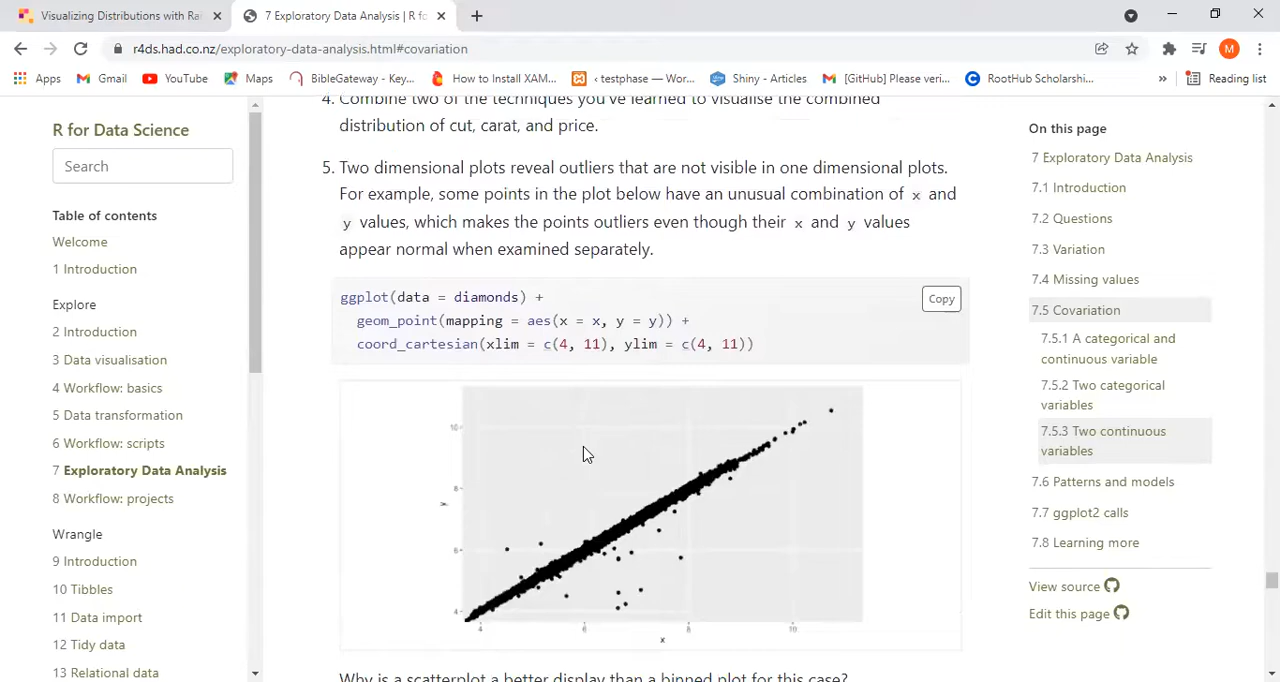 Visualizing Distributions with Rai
7 Exploratory Data Analysis | R fo
r4ds.had.co.nz/exploratory-data-analysis.html#covariation
M
Apps
Gmail
YouTube
Maps
BibleGateway - Key...
How to Install XAM...
‹ testphase — Wor...
Shiny - Articles
[GitHub] Please veri...
RootHub Scholarshi...
»
Reading list
R for Data Science
Search
Table of contents
Welcome
1 Introduction
Explore
2 Introduction
3 Data visualisation
4 Workflow: basics
5 Data transformation
6 Workflow: scripts
7 Exploratory Data Analysis
8 Workflow: projects
Wrangle
9 Introduction
10 Tibbles
11 Data import
12 Tidy data
13 Relational data
4. Combine two of the techniques you've learned to visualise the combined
distribution of cut, carat, and price.
5. Two dimensional plots reveal outliers that are not visible in one dimensional plots.
For example, some points in the plot below have an unusual combination of x and
y values, which makes the points outliers even though their x and y values
appear normal when examined separately.
ggplot(data = diamonds) +
geom_point(mapping = aes(x = x, y = y)) +
coord_cartesian(xlim = c(4, 11), ylim = c(4, 11))
Copy
10
8
y
6
4
4 6 8 10
x
Why is a scatterplot a better display than a binned plot for this case?
On this page
7 Exploratory Data Analysis
7.1 Introduction
7.2 Questions
7.3 Variation
7.4 Missing values
7.5 Covariation
7.5.1 A categorical and
continuous variable
7.5.2 Two categorical
variables
7.5.3 Two continuous
variables
7.6 Patterns and models
7.7 ggplot2 calls
7.8 Learning more
View source
Edit this page